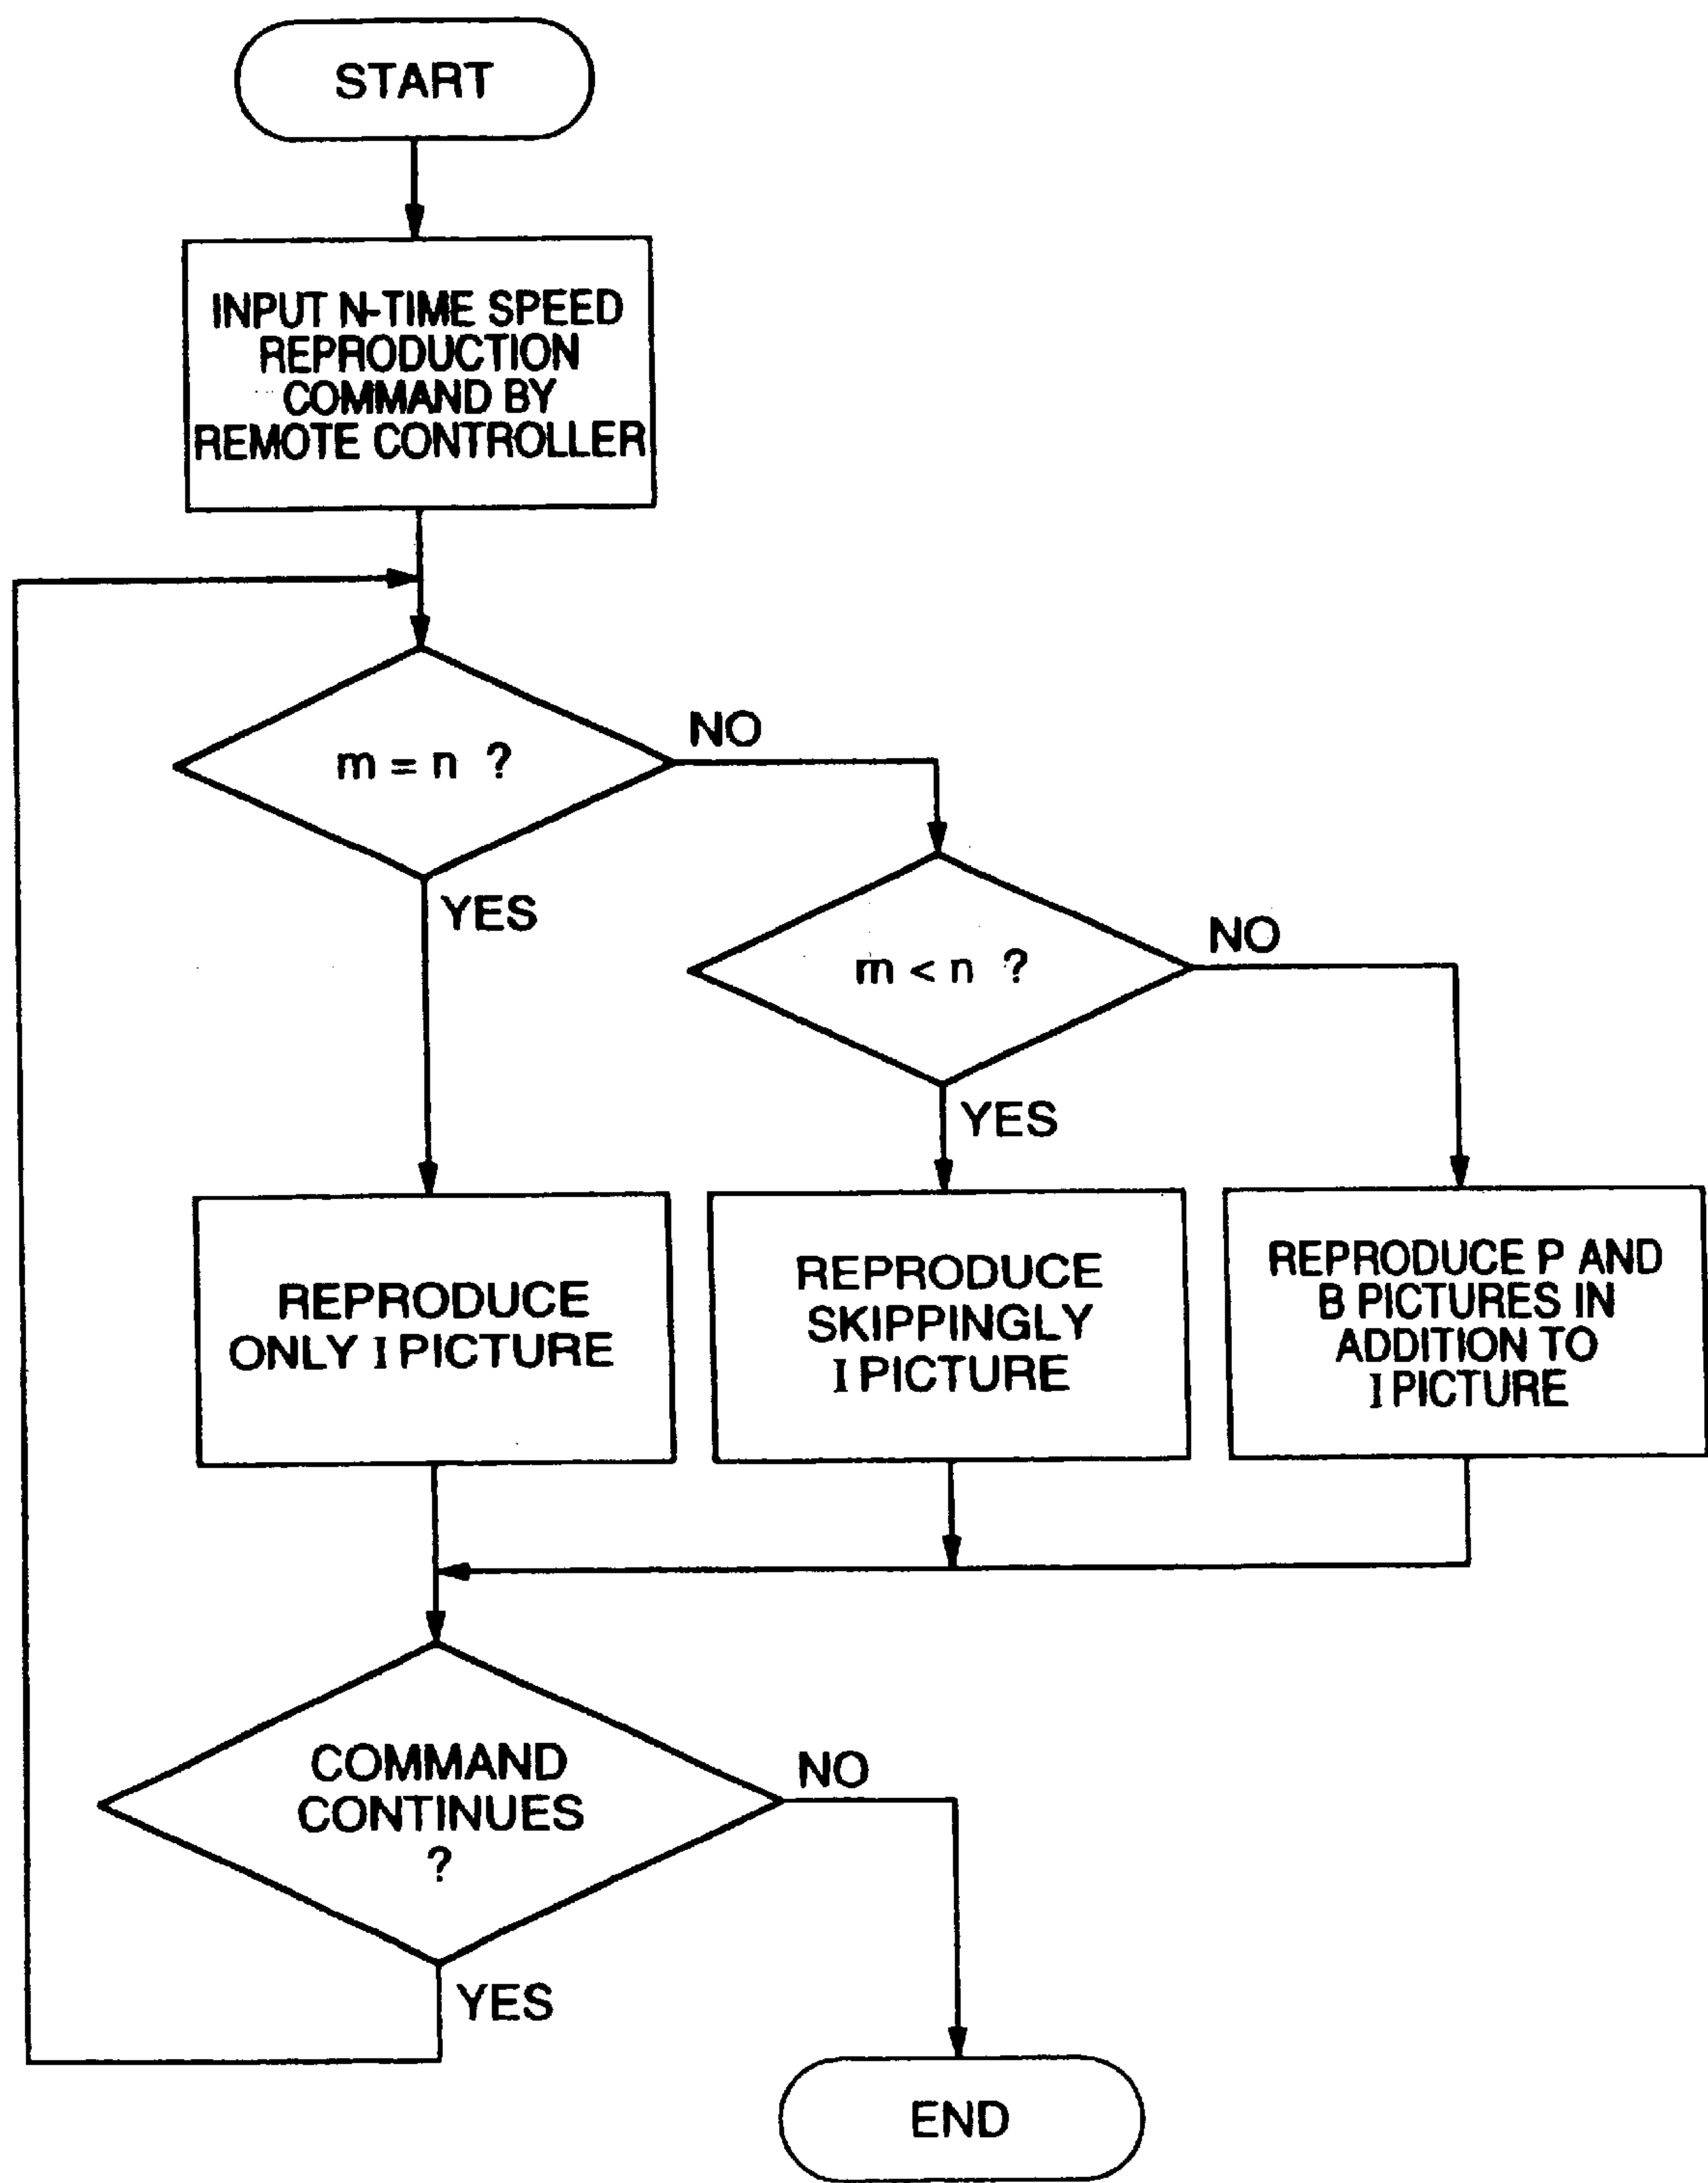 START
INPUT N-TIME SPEED
REPRODUCTION
COMMAND BY
REMOTE CONTROLLER
m = n ?
NO
YES
m < n ?
NO
YES
REPRODUCE
ONLY I PICTURE
REPRODUCE
SKIPPINGLY
I PICTURE
REPRODUCE P AND
B PICTURES IN
ADDITION TO
I PICTURE
COMMAND
CONTINUES
?
NO
YES
END